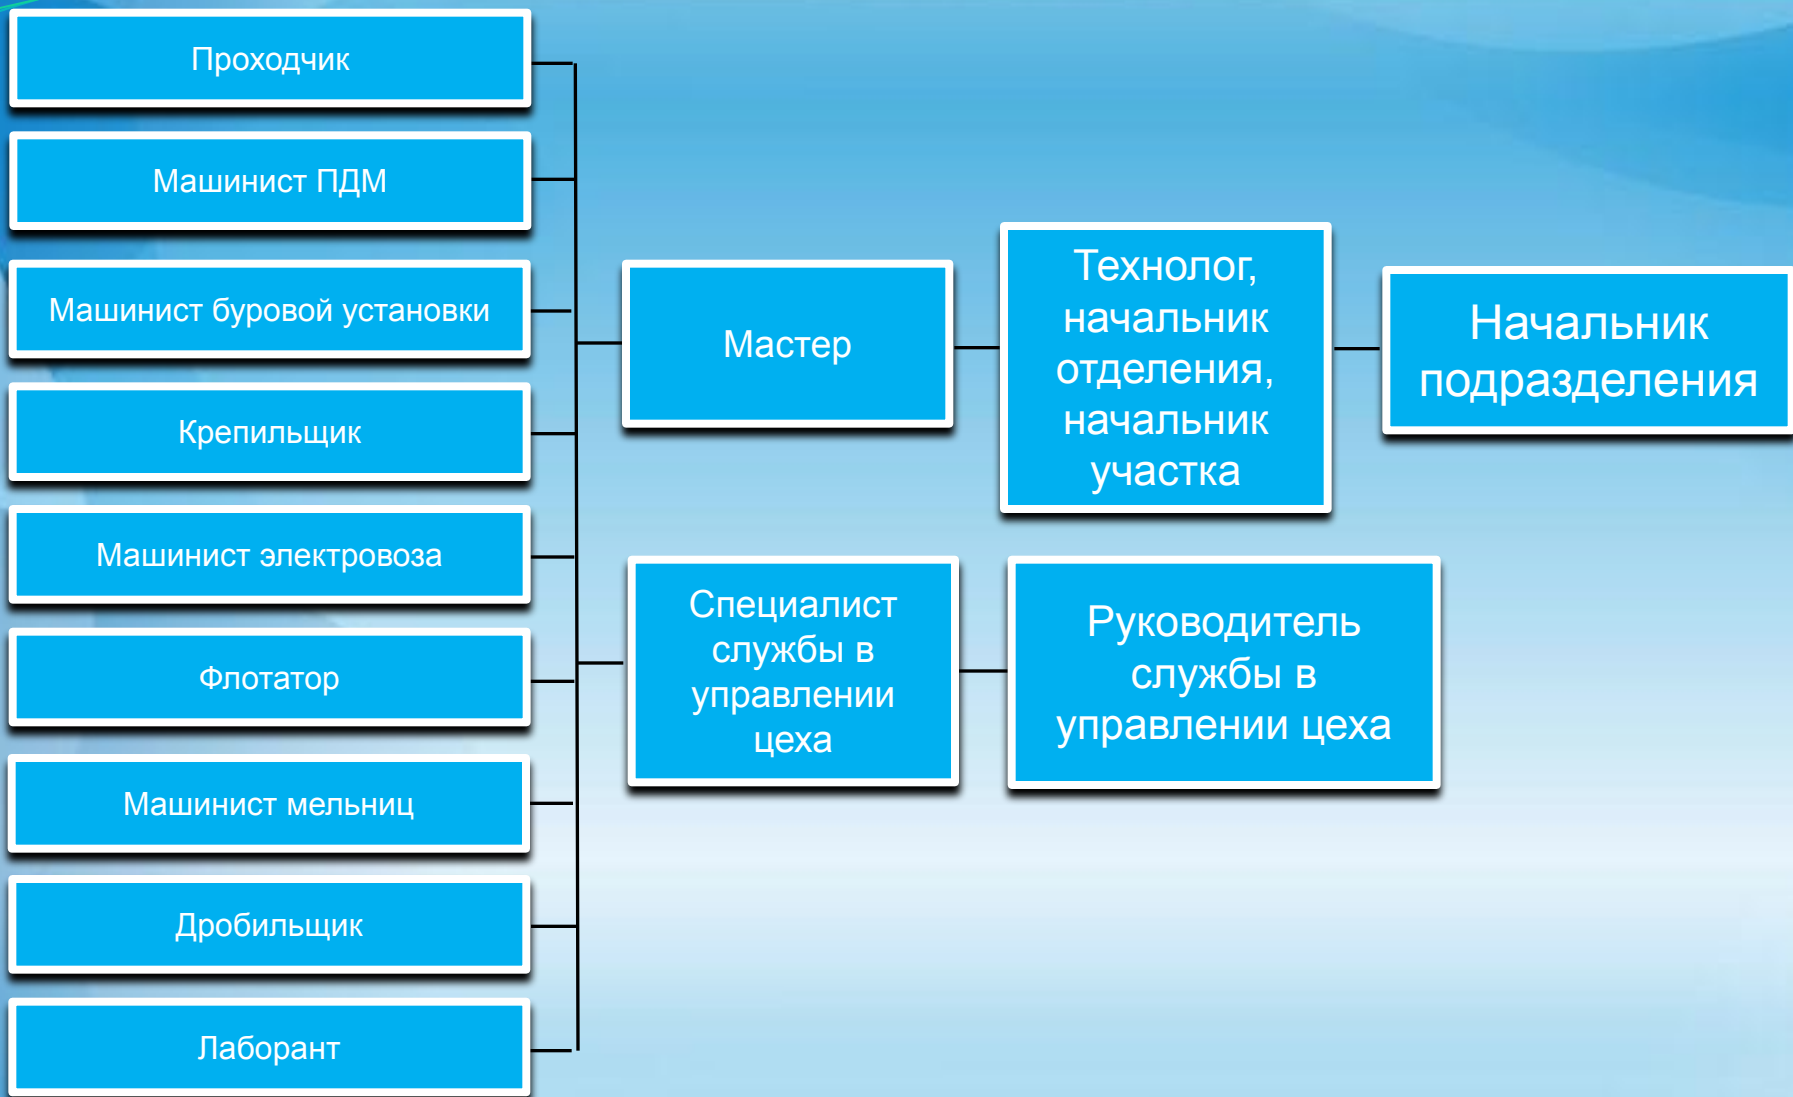 Проходчик
Машинист ПДМ
Машинист буровой установки
Крепильщик
Машинист электровоза
Флотатор
Машинист мельниц
Дробильщик
Лаборант
Мастер
Технолог,
начальник
отделения,
начальник
участка
Начальник
подразделения
Специалист
службы в
управлении
цеха
Руководитель
службы в
управлении цеха